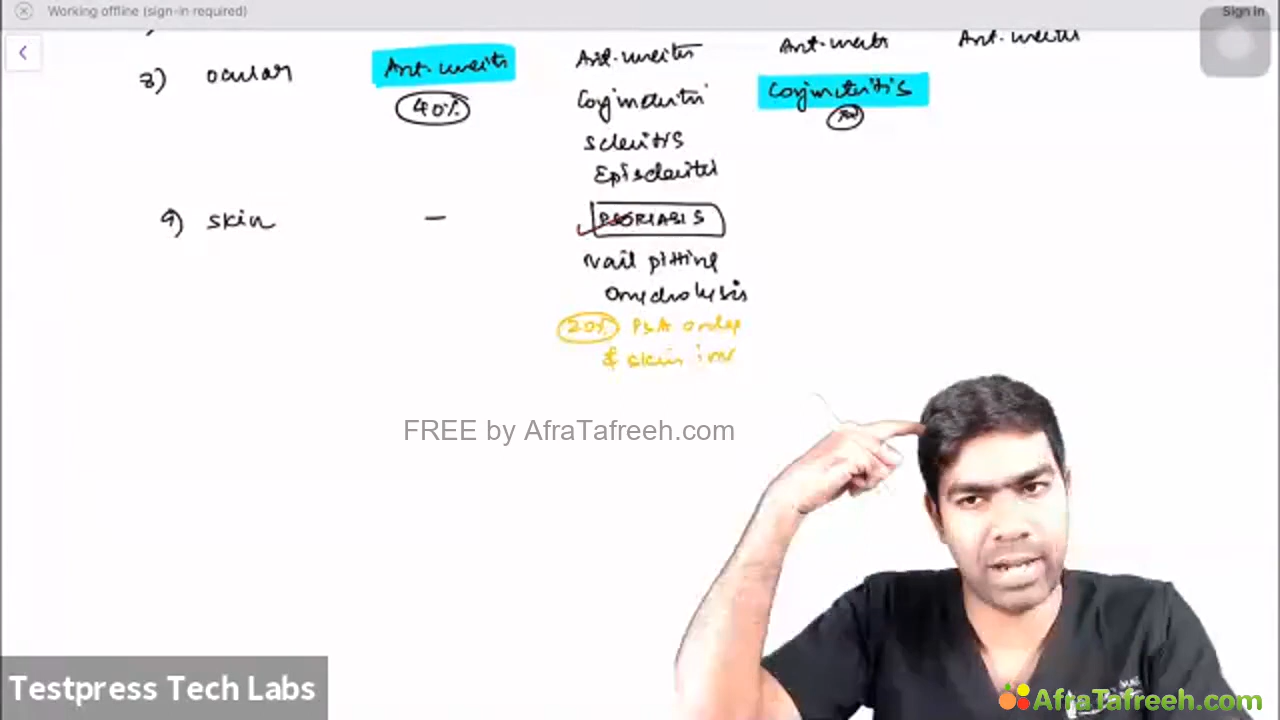 Working offline (sign-in required)
Sign in
8) ocular Ant. uveitis Ant. uveitis Ant. uveitis Ant. uveitis
40% Conjunctivitis Conjunctivitis
scleritis
Episcleritis
9) skin — PSORIASIS
Nail pitting
Onycholysis
20% PsA
& skin
FREE by AfraTafreeh.com
Testpress Tech Labs
AfraTafreeh.com